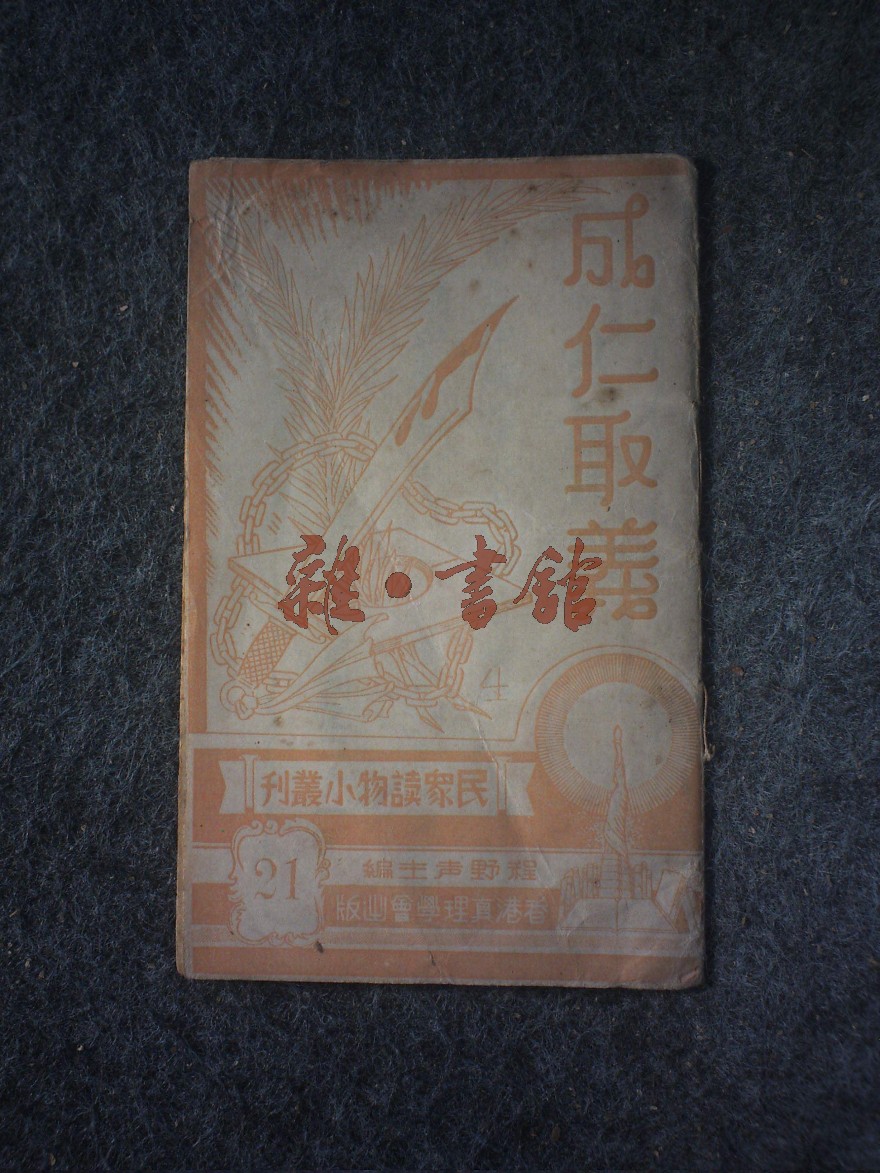 成仁取義
雜·書館
4
民眾讀物小叢刊
21
程野声主編
香港真理學會出版